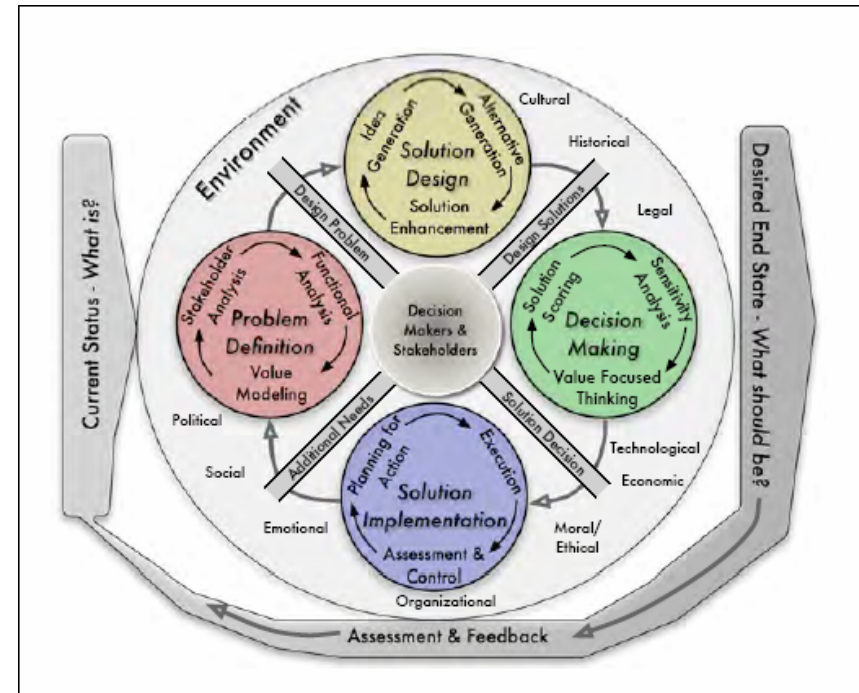 Environment
Cultural
Historical
Legal
Idea
Generation
Alternative
Generation
Solution
Design
Solution
Enhancement
Design Problem
Design Solutions
Current Status - What is?
Stakeholder
Analysis
Functional
Analysis
Problem
Definition
Value
Modeling
Decision
Makers &
Stakeholders
Solution
Scoring
Sensitivity
Analysis
Decision
Making
Value Focused
Thinking
Desired End State - What should be?
Political
Social
Emotional
Additional Needs
Solution Decision
Technological
Economic
Moral/
Ethical
Planning for
Action
Execution
Solution
Implementation
Assessment &
Control
Organizational
Assessment & Feedback